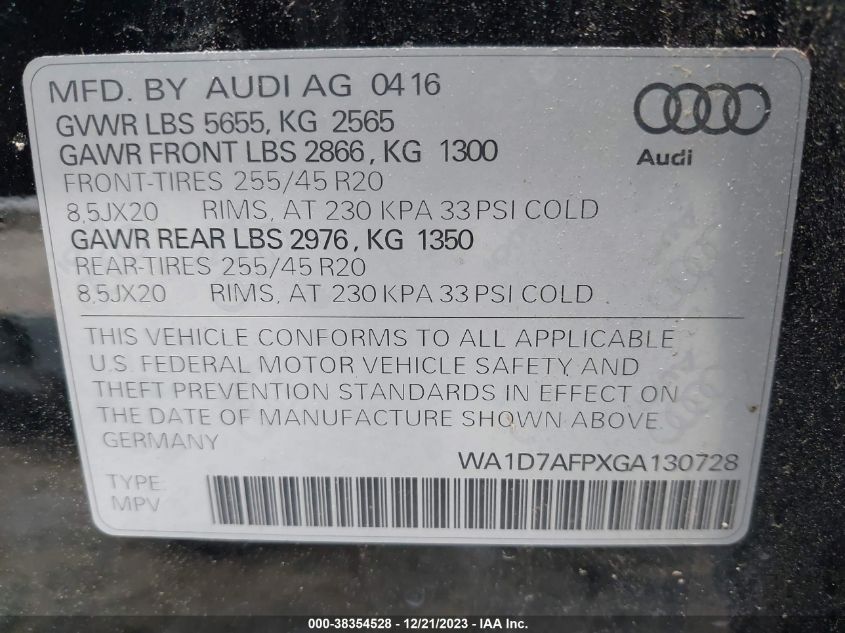 MFD. BY AUDI AG 0416
GVWR LBS 5655, KG 2565
GAWR FRONT LBS 2866, KG 1300
FRONT-TIRES 255/45 R20
8,5JX20 RIMS, AT 230 KPA 33 PSI COLD
GAWR REAR LBS 2976, KG 1350
REAR-TIRES 255/45 R20
8,5JX20 RIMS, AT 230 KPA 33 PSI COLD
Audi
THIS VEHICLE CONFORMS TO ALL APPLICABLE
U.S. FEDERAL MOTOR VEHICLE SAFETY AND
THEFT PREVENTION STANDARDS IN EFFECT ON
THE DATE OF MANUFACTURE SHOWN ABOVE.
GERMANY
WA1D7AFPXGA130728
TYPE:
MPV
000-38354528 - 12/21/2023 - IAA Inc.